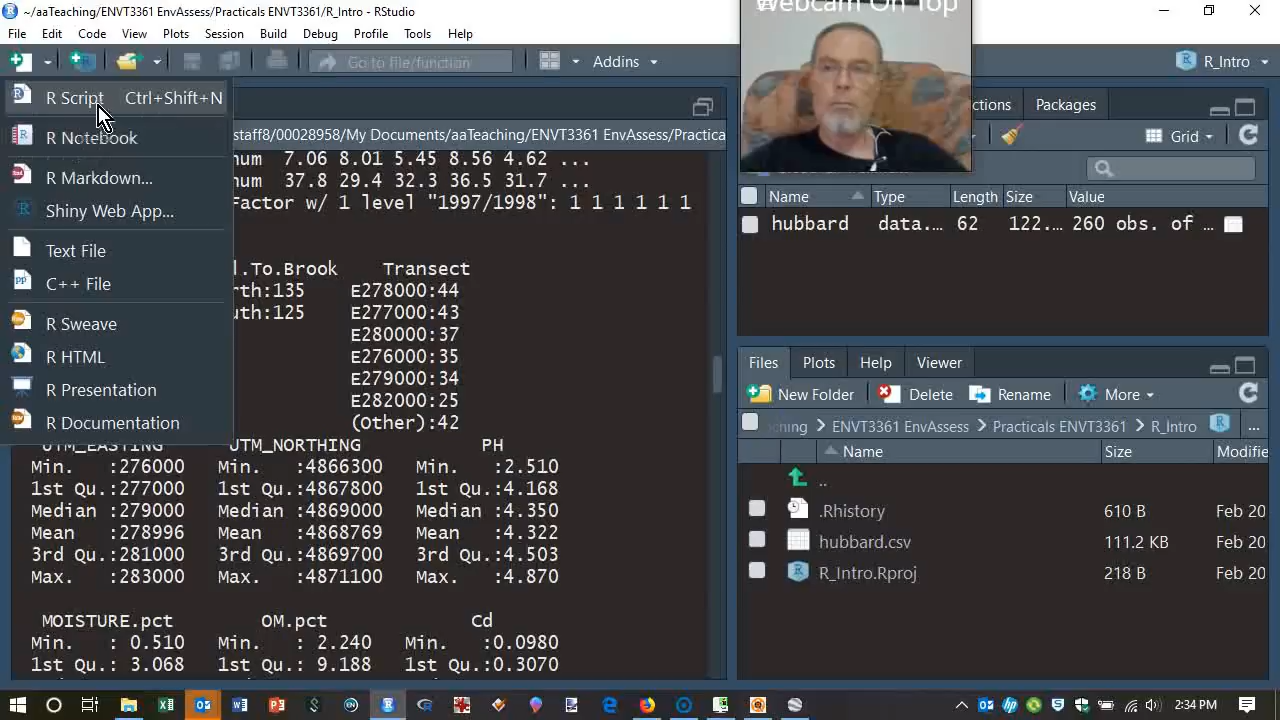 ~/aaTeaching/ENVT3361 EnvAssess/Practicals ENVT3361/R_Intro - RStudio
Webcam On Top
File Edit Code View Plots Session Build Debug Profile Tools Help
Go to file/function Addins R_Intro
R Script Ctrl+Shift+N
R Notebook
R Markdown...
Shiny Web App...
Text File
C++ File
R Sweave
R HTML
R Presentation
R Documentation
staff8/00028958/My Documents/aaTeaching/ENVT3361 EnvAssess/Practica
num 7.06 8.01 5.45 8.56 4.62 ...
num 37.8 29.4 32.3 36.5 31.7 ...
Factor w/ 1 level "1997/1998": 1 1 1 1 1 1
l.To.Brook Transect
rth:135 E278000:44
uth:125 E277000:43
E280000:37
E276000:35
E279000:34
E282000:25
(Other):42
UTM_EASTING UTM_NORTHING PH
Min. :276000 Min. :4866300 Min. :2.510
1st Qu.:277000 1st Qu.:4867800 1st Qu.:4.168
Median :279000 Median :4869000 Median :4.350
Mean :278996 Mean :4868769 Mean :4.322
3rd Qu.:281000 3rd Qu.:4869700 3rd Qu.:4.503
Max. :283000 Max. :4871100 Max. :4.870
MOISTURE.pct OM.pct Cd
Min. : 0.510 Min. : 2.240 Min. :0.0980
1st Qu.: 3.068 1st Qu.: 9.188 1st Qu.:0.3070
ctions Packages
Grid
Name Type Length Size Value
hubbard data.... 62 122.... 260 obs. of ...
Files Plots Help Viewer
New Folder Delete Rename More
ching ENVT3361 EnvAssess Practicals ENVT3361 R_Intro ...
Name Size Modifie
..
.Rhistory 610 B Feb 20
hubbard.csv 111.2 KB Feb 20
R_Intro.Rproj 218 B Feb 20
2:34 PM